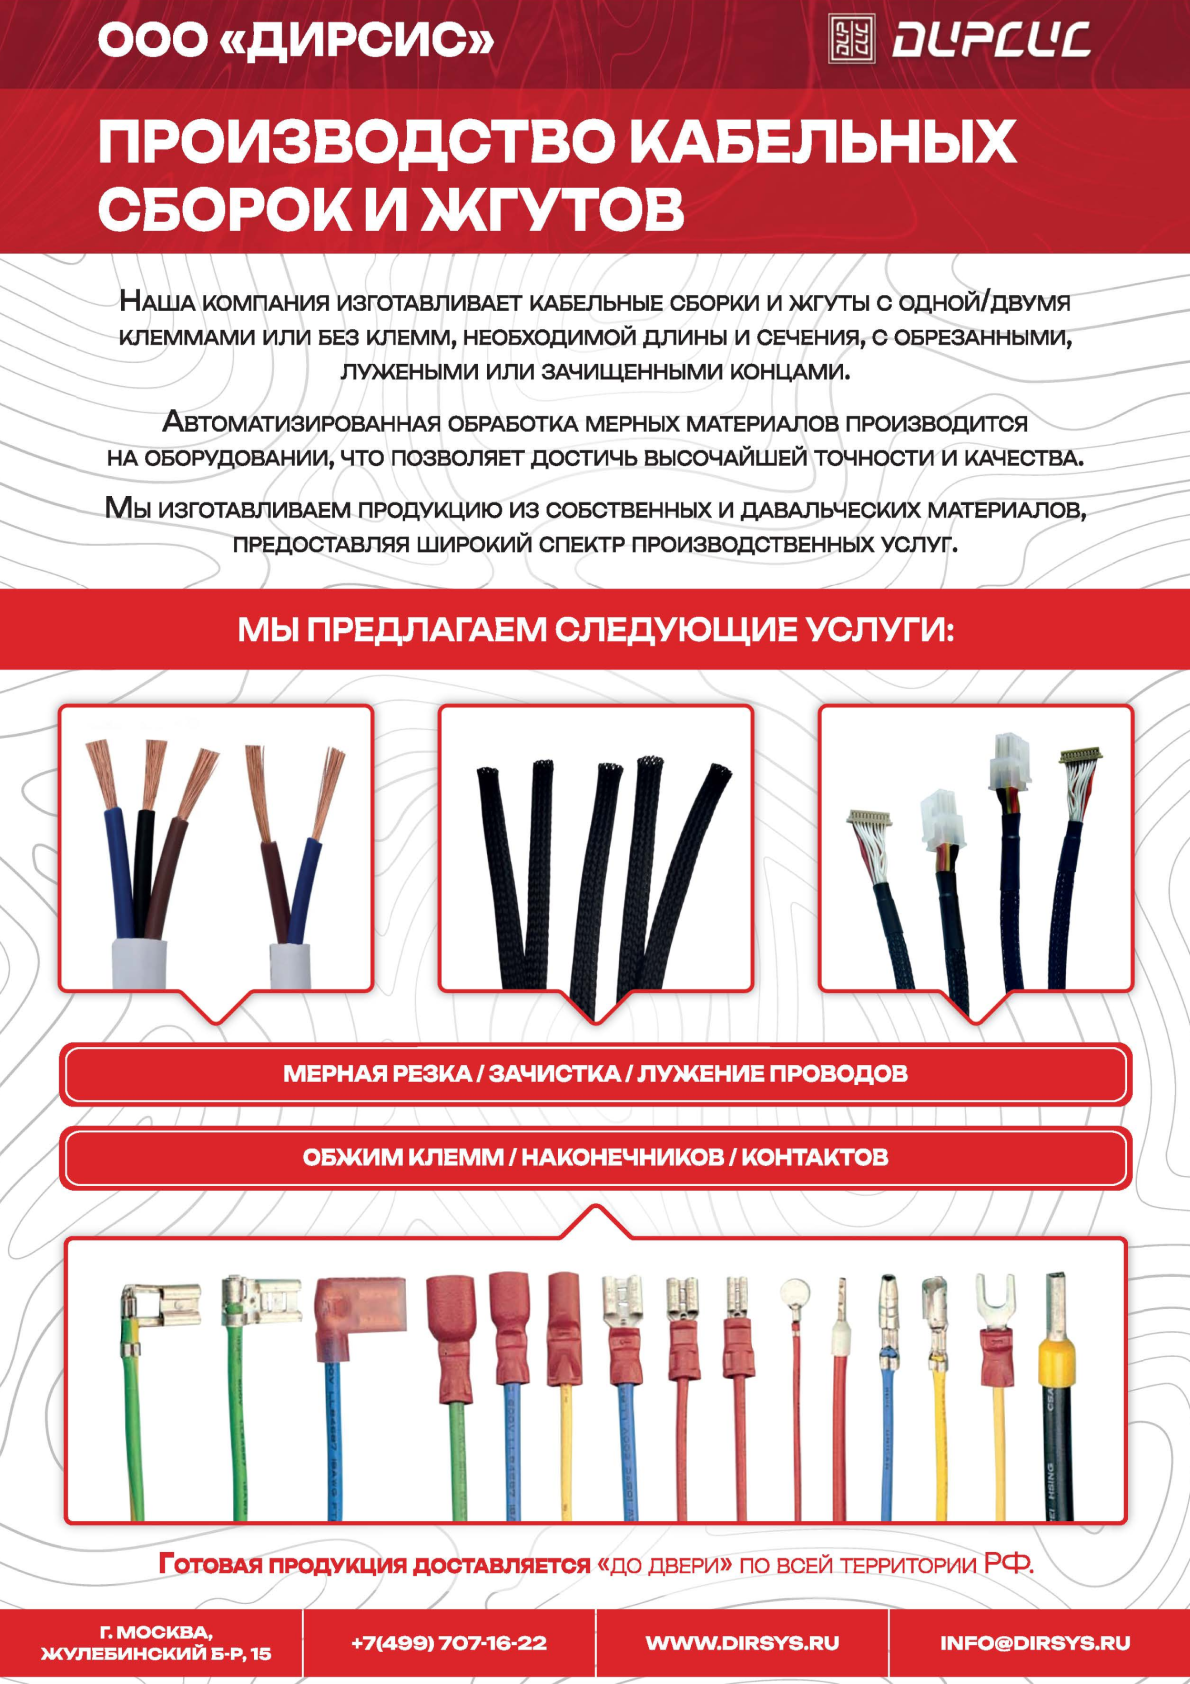 ООО «ДИРСИС»
ДИР СИС
ДИРСИС
ПРОИЗВОДСТВО КАБЕЛЬНЫХ
СБОРОК И ЖГУТОВ
Наша компания изготавливает кабельные сборки и жгуты с одной/двумя
клеммами или без клемм, необходимой длины и сечения, с обрезанными,
лужеными или зачищенными концами.
Автоматизированная обработка мерных материалов производится
на оборудовании, что позволяет достичь высочайшей точности и качества.
Мы изготавливаем продукцию из собственных и давальческих материалов,
предоставляя широкий спектр производственных услуг.
МЫ ПРЕДЛАГАЕМ СЛЕДУЮЩИЕ УСЛУГИ:
МЕРНАЯ РЕЗКА / ЗАЧИСТКА / ЛУЖЕНИЕ ПРОВОДОВ
ОБЖИМ КЛЕММ / НАКОНЕЧНИКОВ / КОНТАКТОВ
HSING
CSA
Готовая продукция доставляется «до двери» по всей территории РФ.
Г. МОСКВА,
ЖУЛЕБИНСКИЙ Б-Р, 15
+7(499) 707-16-22
WWW.DIRSYS.RU
INFO@DIRSYS.RU